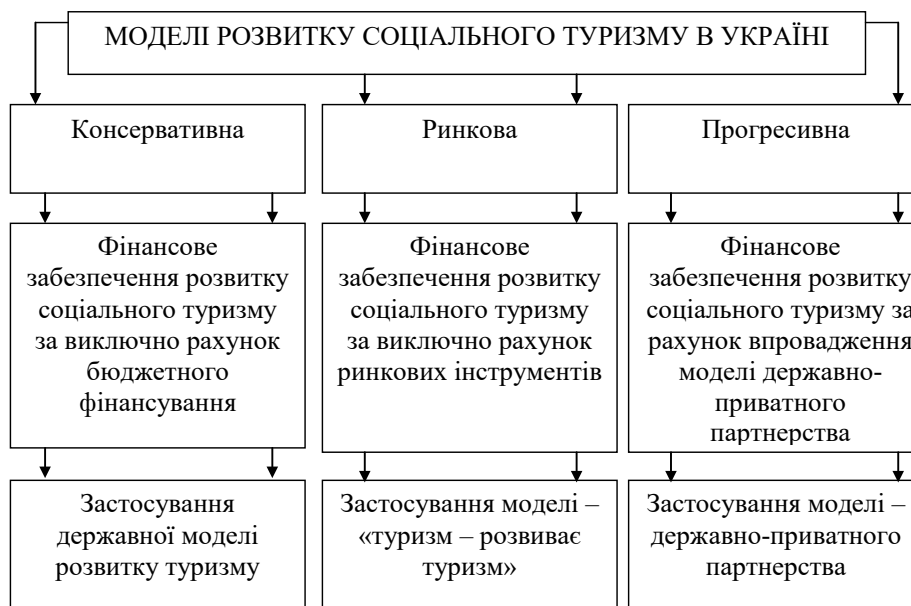 МОДЕЛІ РОЗВИТКУ СОЦІАЛЬНОГО ТУРИЗМУ В УКРАЇНІ
Консервативна
Ринкова
Прогресивна
Фінансове
забезпечення розвитку
соціального туризму
за виключно рахунок
бюджетного
фінансування
Фінансове
забезпечення розвитку
соціального туризму
за виключно рахунок
ринкових інструментів
Фінансове
забезпечення розвитку
соціального туризму за
рахунок впровадження
моделі державно-
приватного
партнерства
Застосування
державної моделі
розвитку туризму
Застосування моделі –
«туризм – розвиває
туризм»
Застосування моделі –
державно-приватного
партнерства